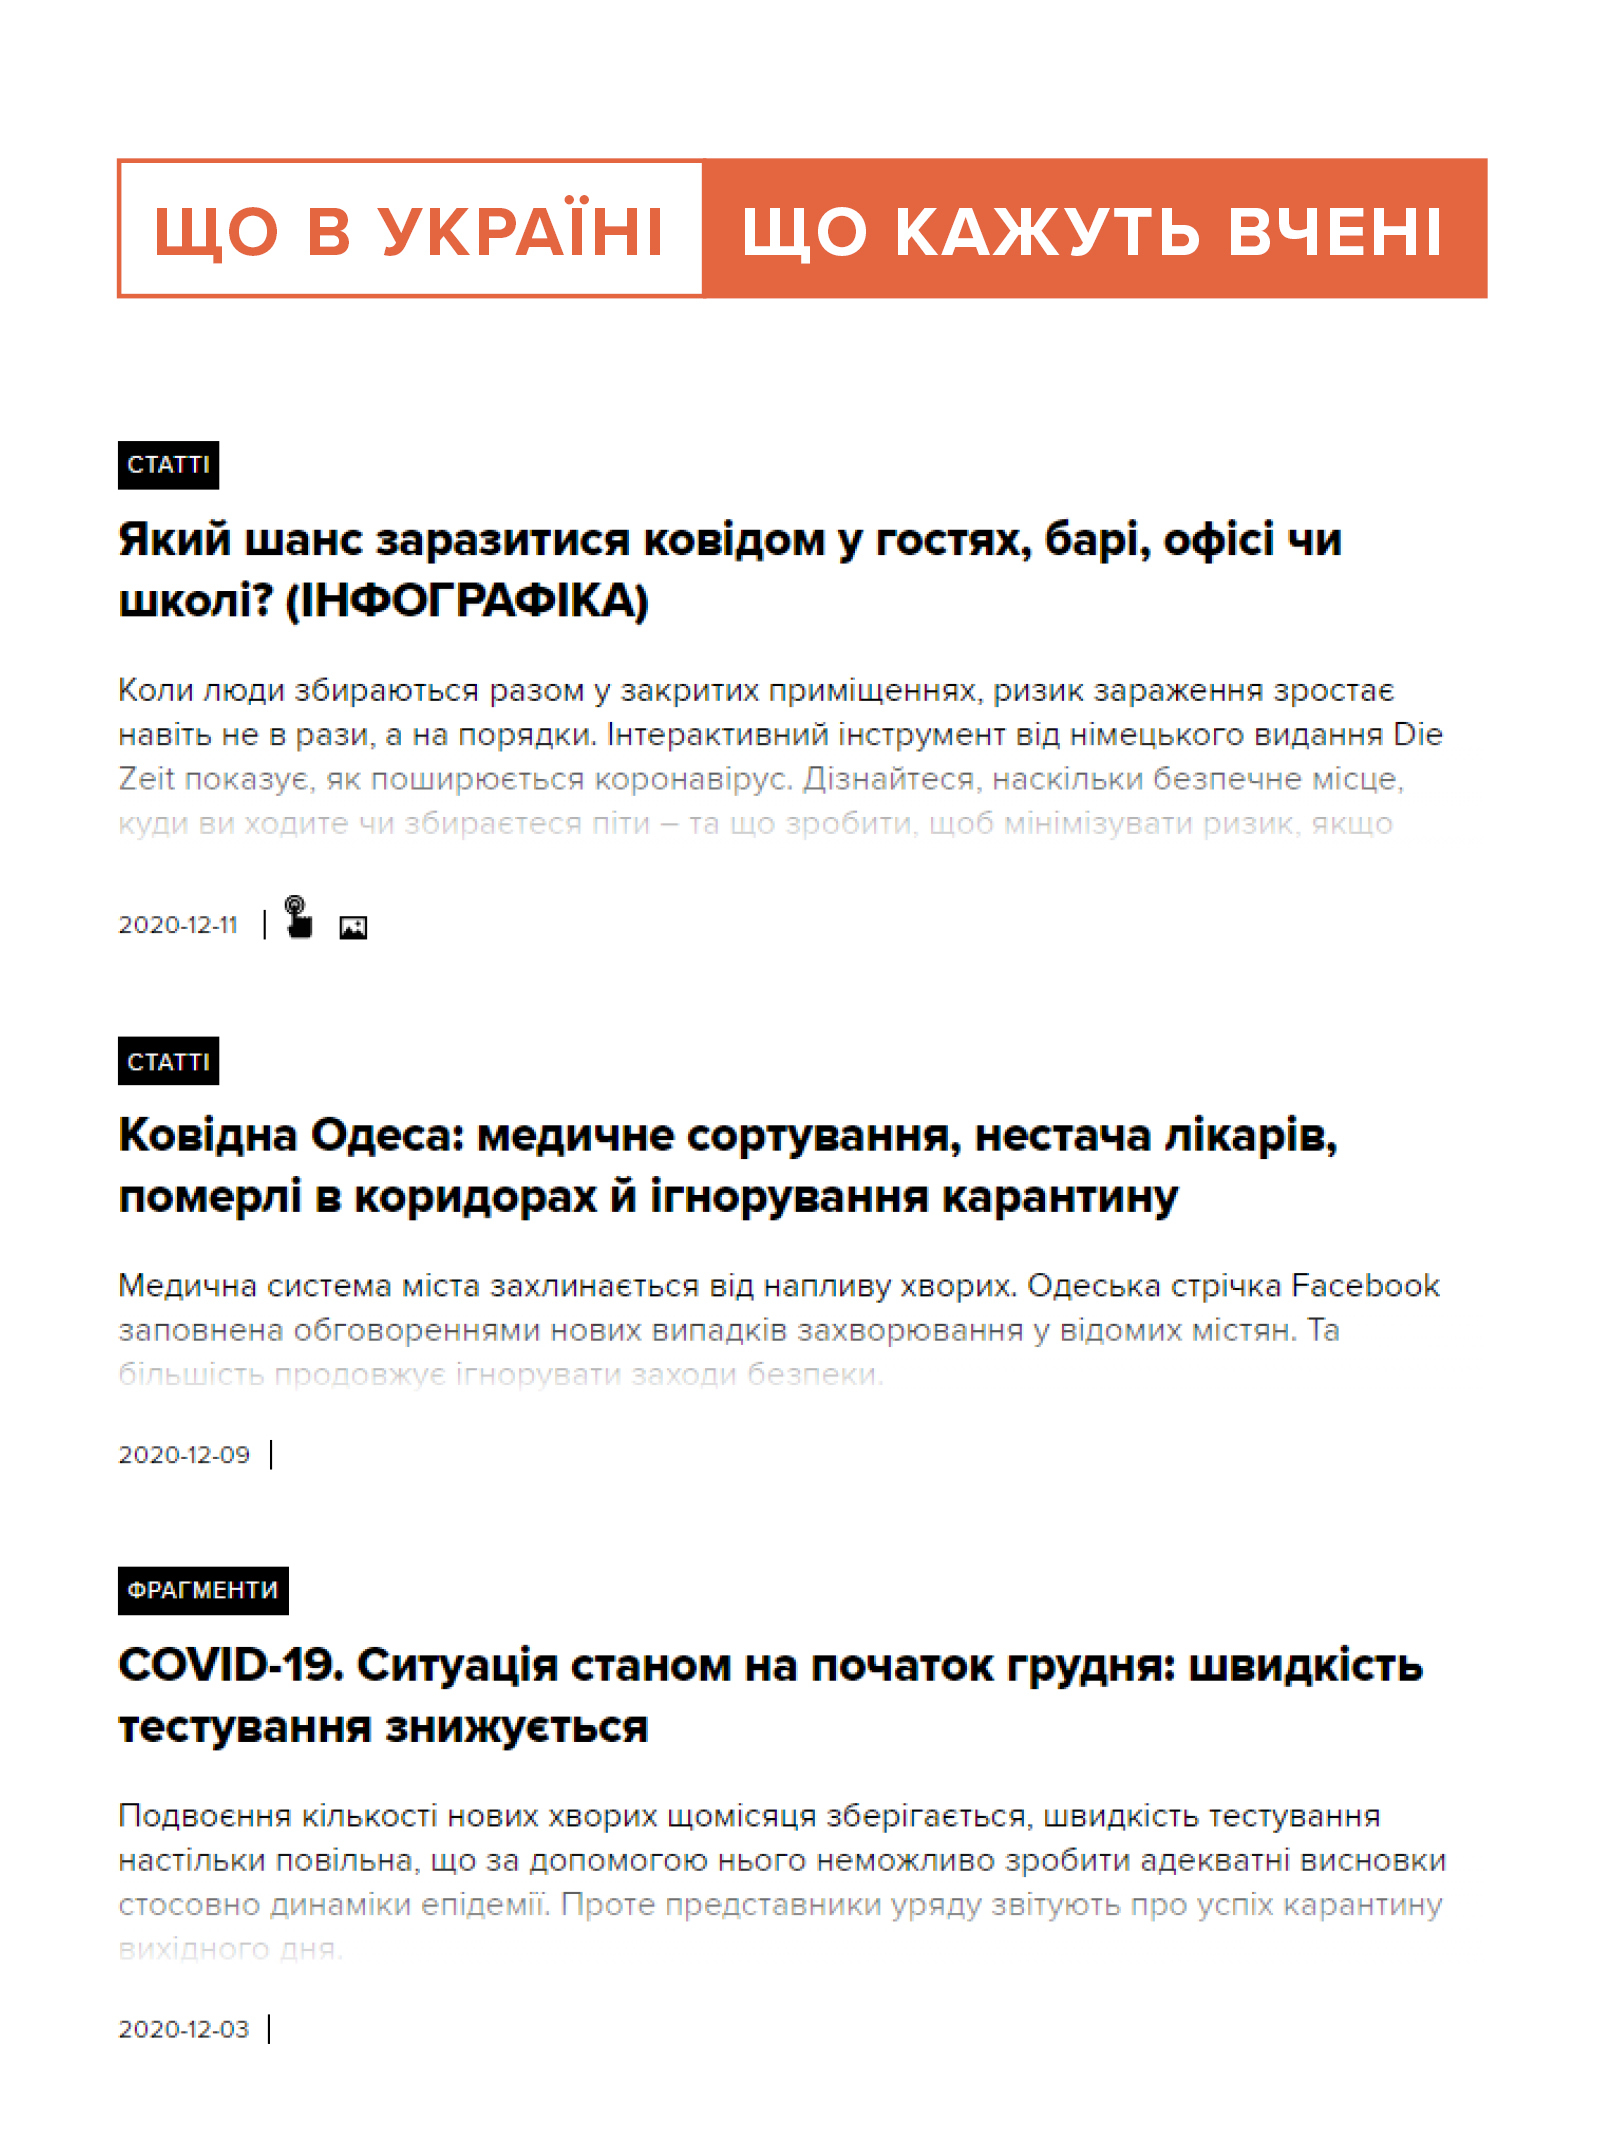 ЩО В УКРАЇНІ ЩО КАЖУТЬ ВЧЕНІ
СТАТТІ
Який шанс заразитися ковідом у гостях, барі, офісі чи
школі? (ІНФОГРАФІКА)
Коли люди збираються разом у закритих приміщеннях, ризик зараження зростає
навіть не в рази, а на порядки. Інтерактивний інструмент від німецького видання Die
Zeit показує, як поширюється коронавірус. Дізнайтеся, наскільки безпечне місце,
куди ви ходите чи збираєтеся піти – та що зробити, щоб мінімізувати ризик, якщо
2020-12-11
СТАТТІ
Ковідна Одеса: медичне сортування, нестача лікарів,
померлі в коридорах й ігнорування карантину
Медична система міста захлинається від напливу хворих. Одеська стрічка Facebook
заповнена обговореннями нових випадків захворювання у відомих містян. Та
більшість продовжує ігнорувати заходи безпеки.
2020-12-09
ФРАГМЕНТИ
COVID-19. Ситуація станом на початок грудня: швидкість
тестування знижується
Подвоєння кількості нових хворих щомісяця зберігається, швидкість тестування
настільки повільна, що за допомогою нього неможливо зробити адекватні висновки
стосовно динаміки епідемії. Проте представники уряду звітують про успіх карантину
вихідного дня.
2020-12-03